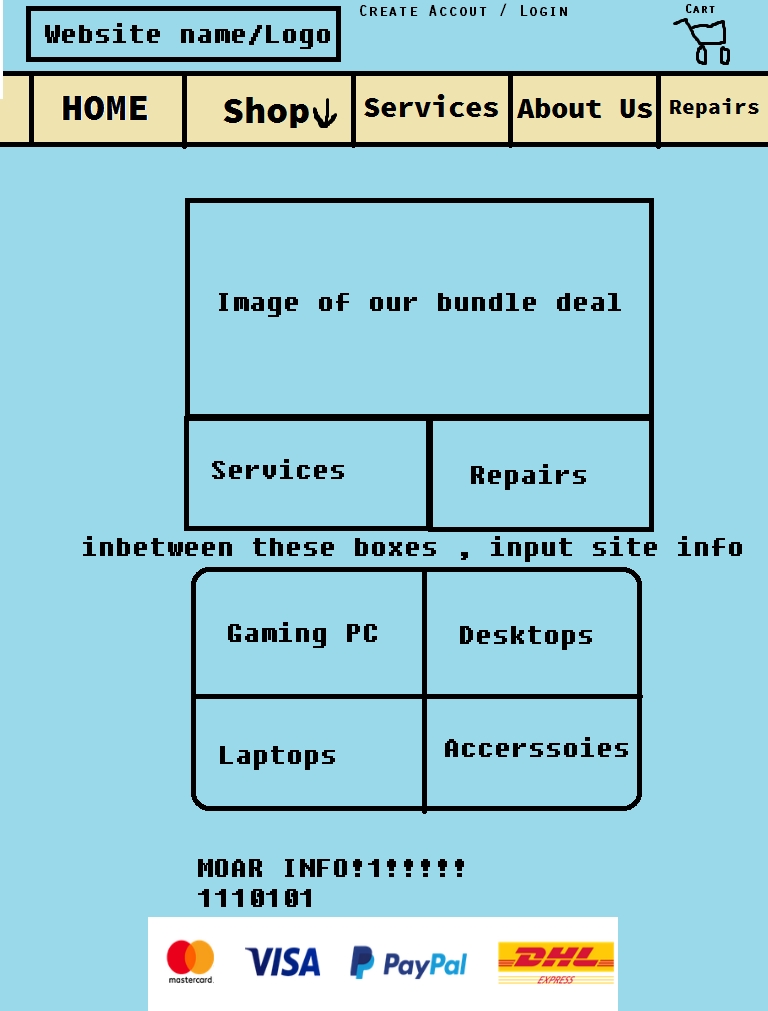 Website name/Logo
Create Accout / Login
Cart
HOME
Shop↓
Services
About Us
Repairs
Image of our bundle deal
Services
Repairs
inbetween these boxes , input site info
Gaming PC
Desktops
Laptops
Accerssoies
MOAR INFO!1!!!!!
1110101
mastercard.
VISA
PayPal
DHL
EXPRESS